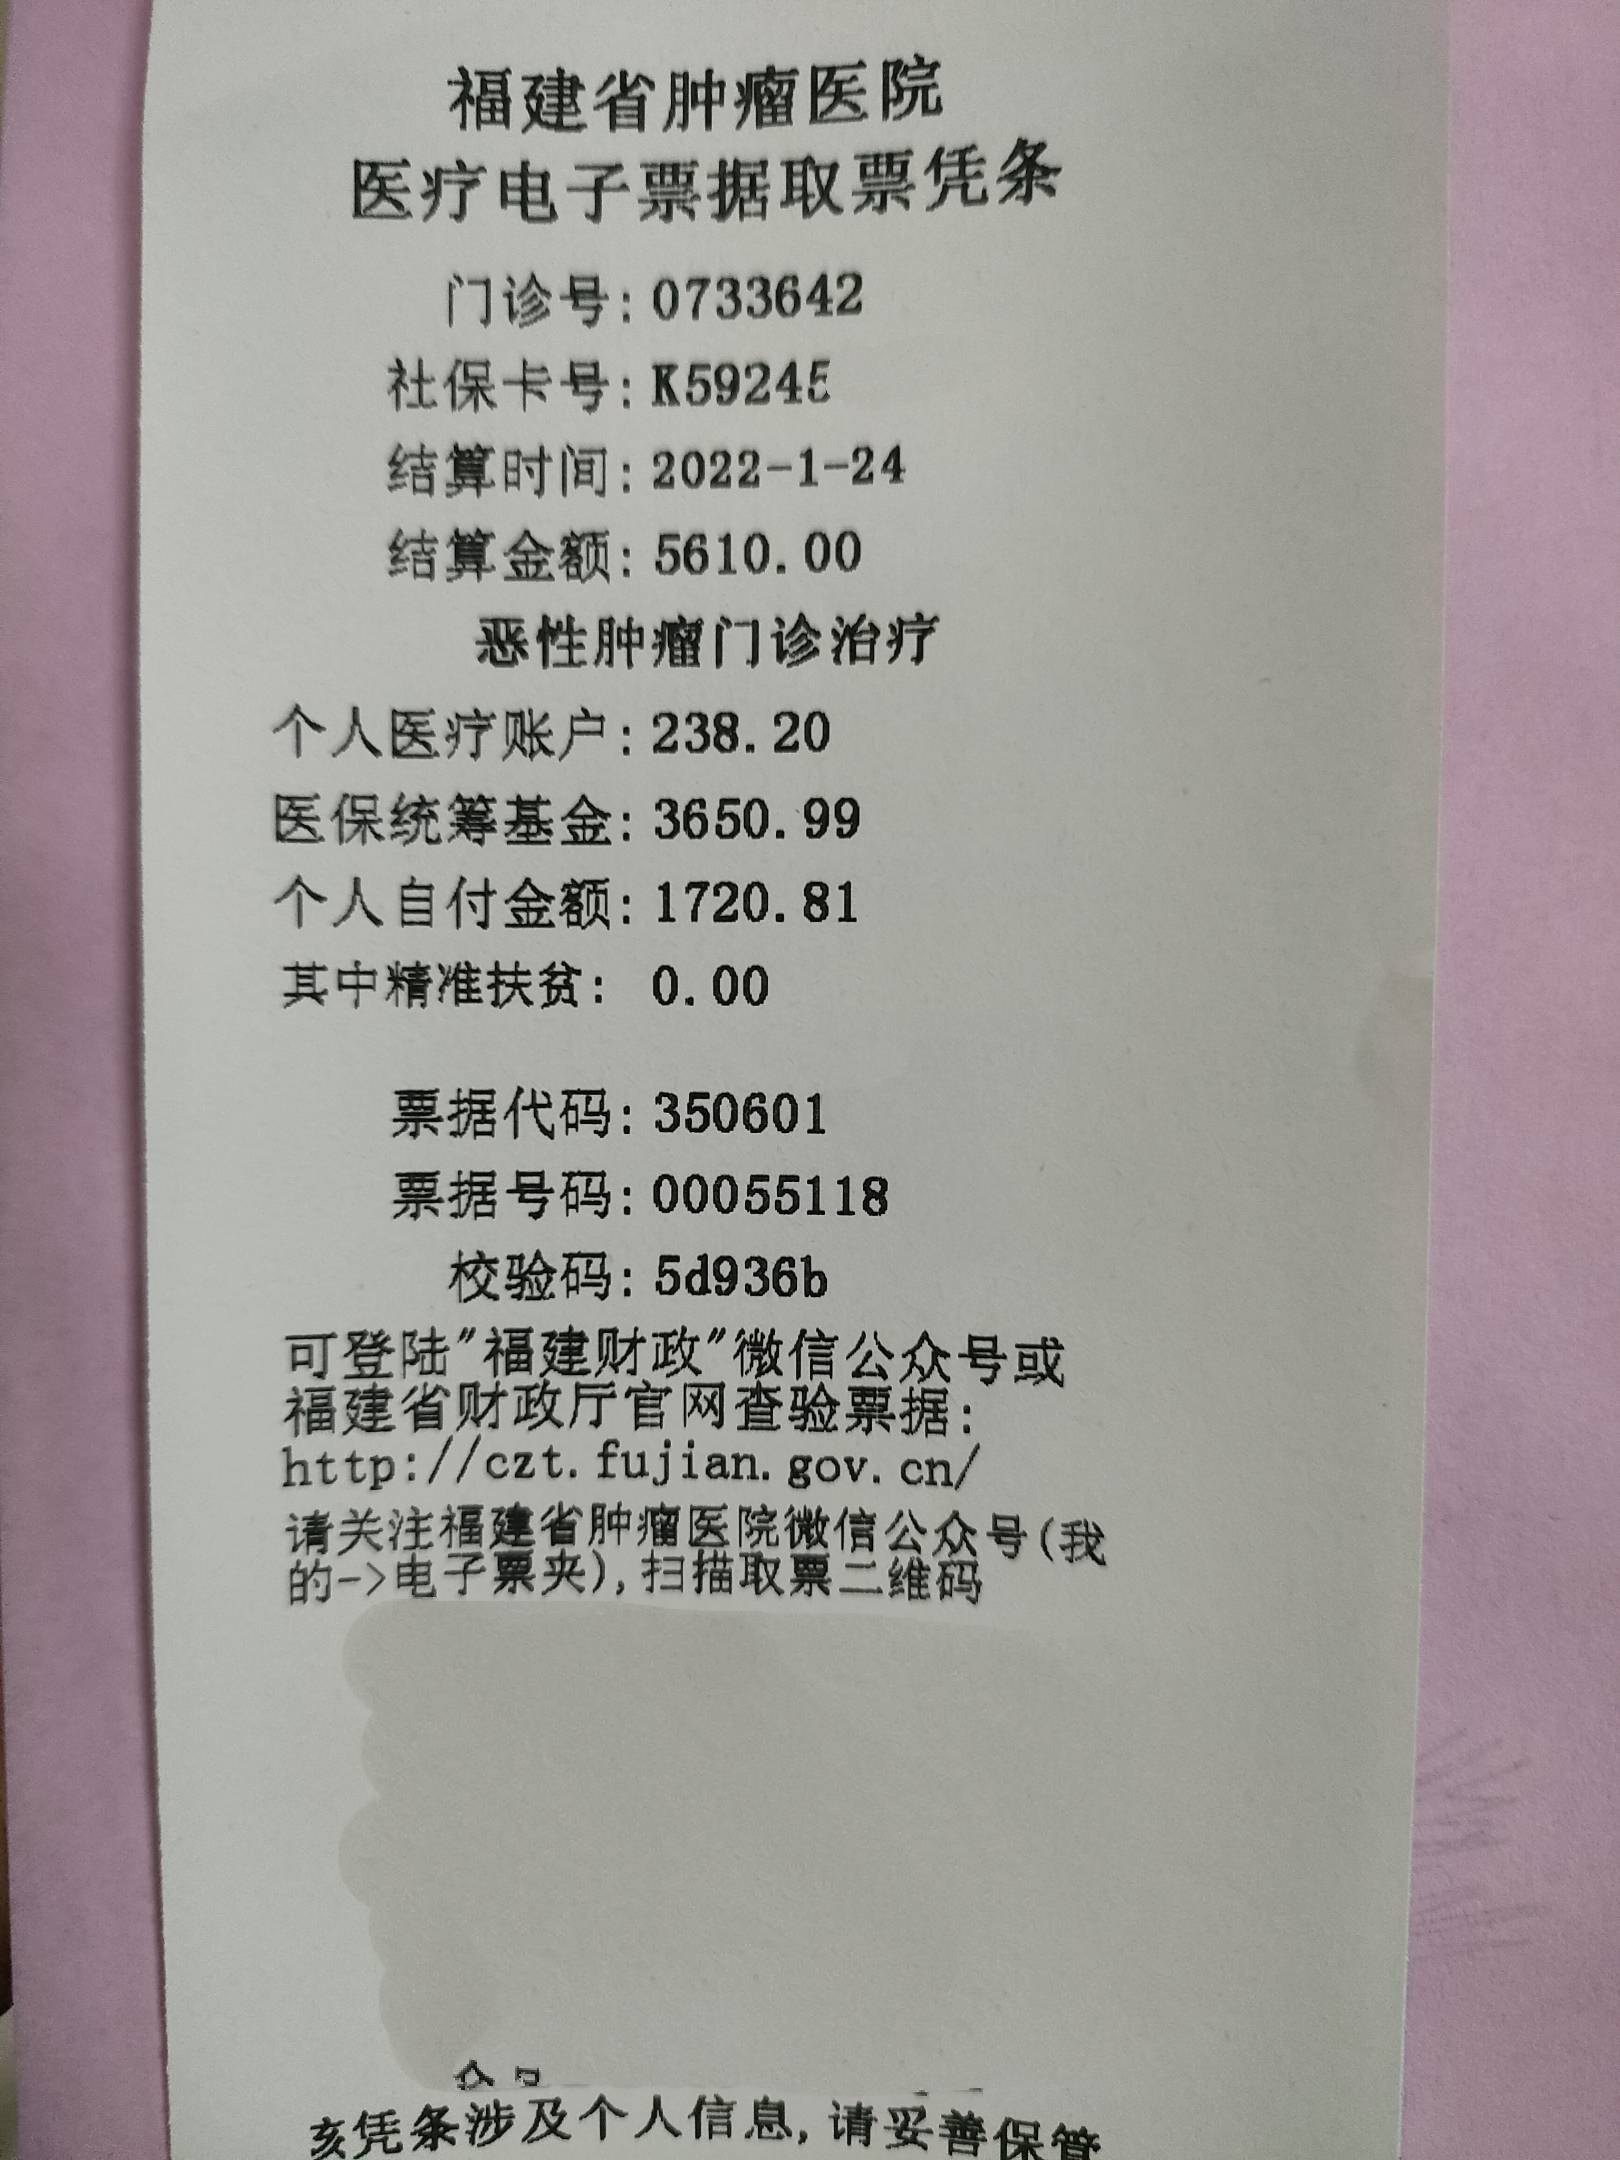 福建省肿瘤医院
医疗电子票据取票凭条
门诊号:0733642
社保卡号:K59245
结算时间:2022-1-24
结算金额:5610.00
恶性肿瘤门诊治疗
个人医疗账户:238.20
医保统筹基金:3650.99
个人自付金额:1720.81
其中精准扶贫: 0.00
票据代码:350601
票据号码:00055118
校验码:5d936b
可登陆"福建财政"微信公众号或
福建省财政厅官网查验票据:
http://czt.fujian.gov.cn/
请关注福建省肿瘤医院微信公众号(我
的->电子票夹),扫描取票二维码
该凭条涉及个人信息,请妥善保管